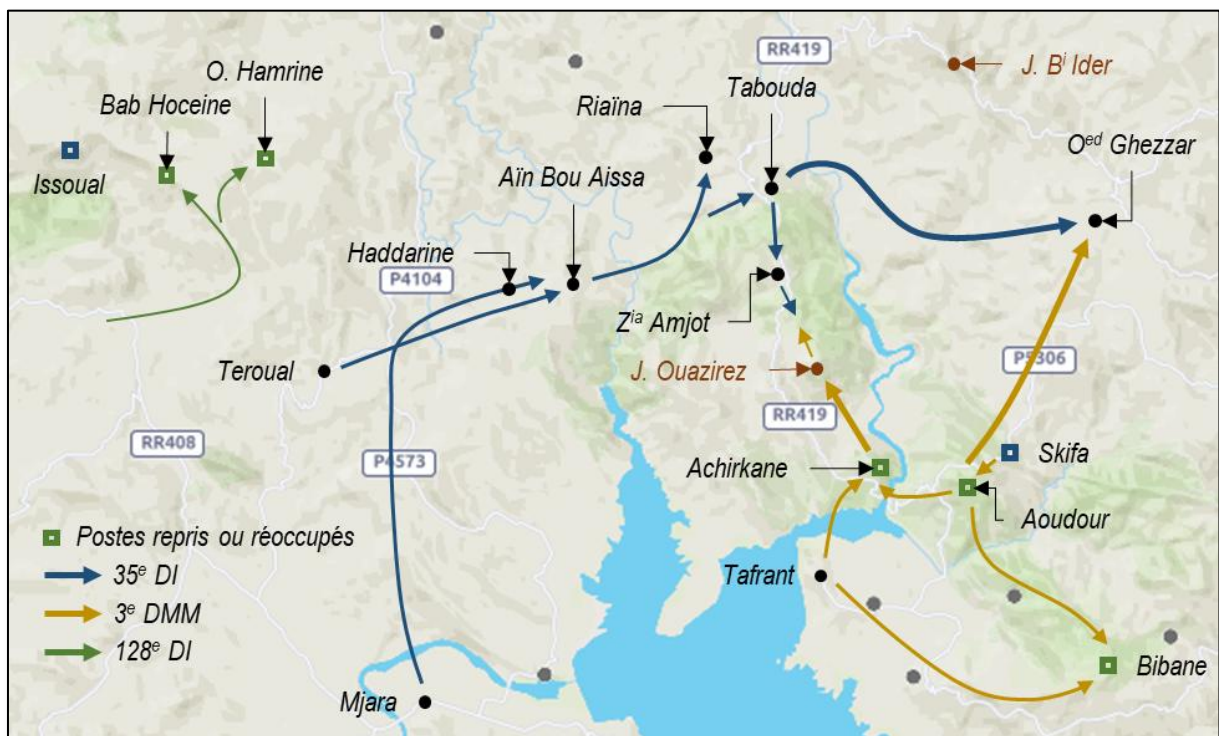 RR419
J. Bⁱ Ider
O. Hamrine
Tabouda
Bab Hoceine
Riaïna
Oᵉᵈ Ghezzar
Issoual
Aïn Bou Aissa
Haddarine
P4104
Zⁱᵃ Amjot
Teroual
J. Ouazirez
P5306
RR419
RR408
P4573
Achirkane
Skifa
Aoudour
Postes repris ou réoccupés
35ᵉ DI
Tafrant
3ᵉ DMM
128ᵉ DI
Bibane
Mjara